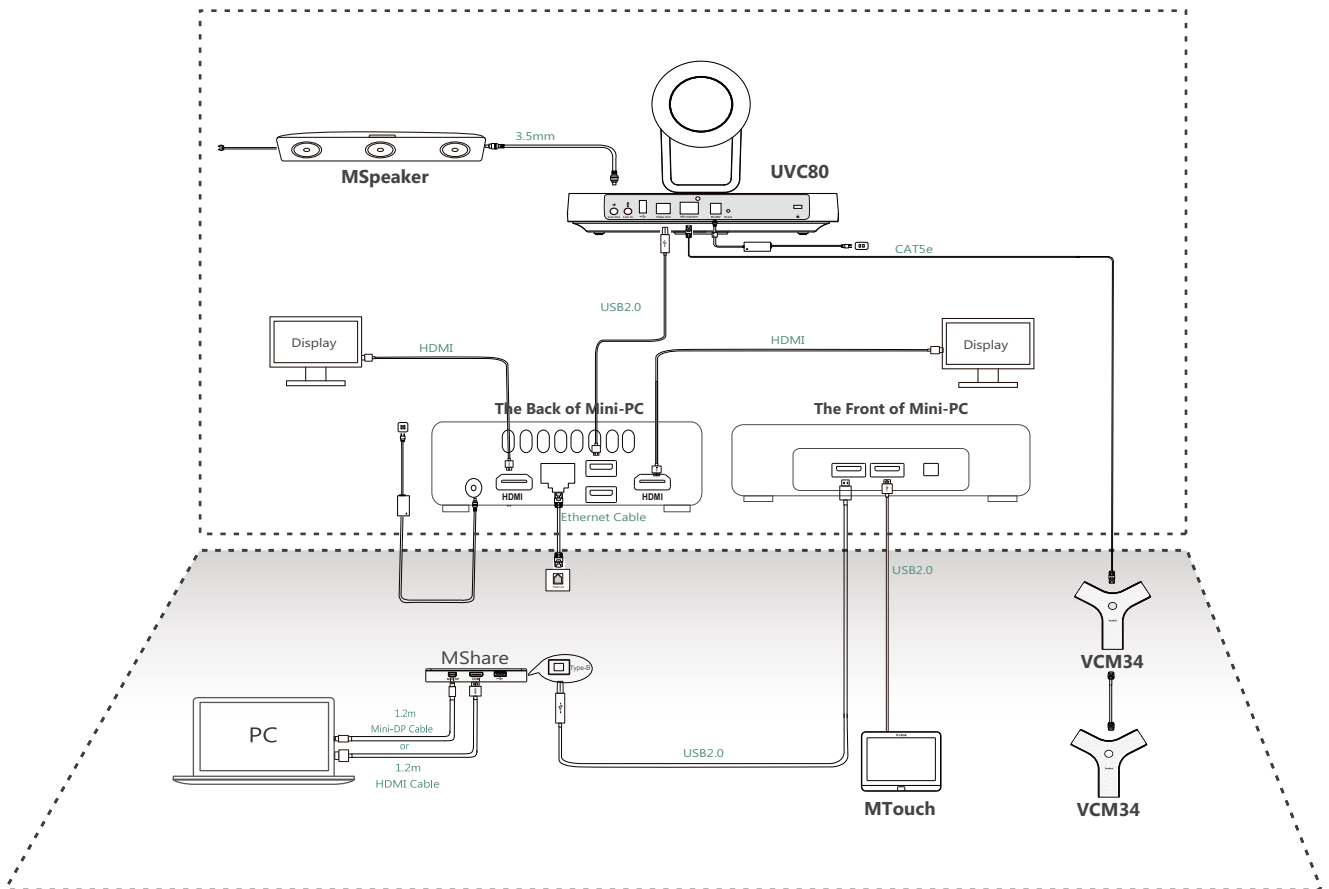 3.5mm
MSpeaker
UVC80
CAT5e
USB2.0
Display
HDMI
HDMI
Display
The Back of Mini-PC
The Front of Mini-PC
HDMI
HDMI
Ethernet Cable
USB2.0
MShare
Type-B
VCM34
PC
1.2m
Mini-DP Cable
or
1.2m
HDMI Cable
USB2.0
MTouch
VCM34